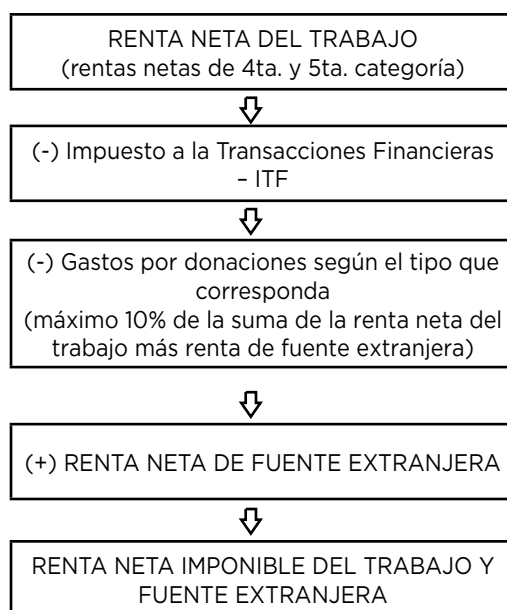 RENTA NETA DEL TRABAJO
(rentas netas de 4ta. y 5ta. categoría)
(-) Impuesto a la Transacciones Financieras
– ITF
(-) Gastos por donaciones según el tipo que
corresponda
(máximo 10% de la suma de la renta neta del
trabajo más renta de fuente extranjera)
(+) RENTA NETA DE FUENTE EXTRANJERA
RENTA NETA IMPONIBLE DEL TRABAJO Y
FUENTE EXTRANJERA